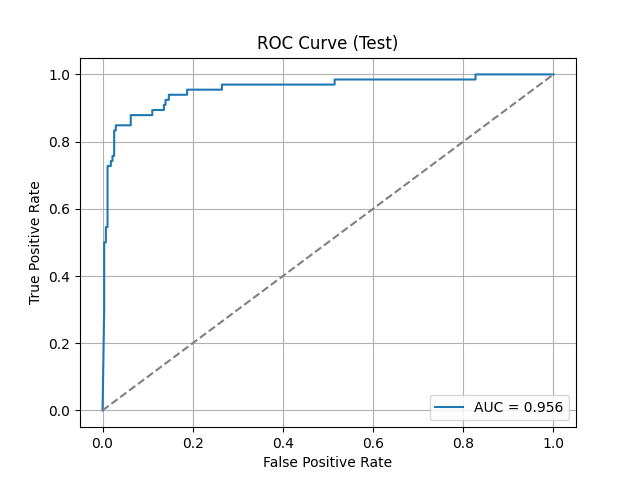 ROC Curve (Test)
True Positive Rate
1.0
0.8
0.6
0.4
0.2
0.0
AUC = 0.956
0.0 0.2 0.4 0.6 0.8 1.0
False Positive Rate